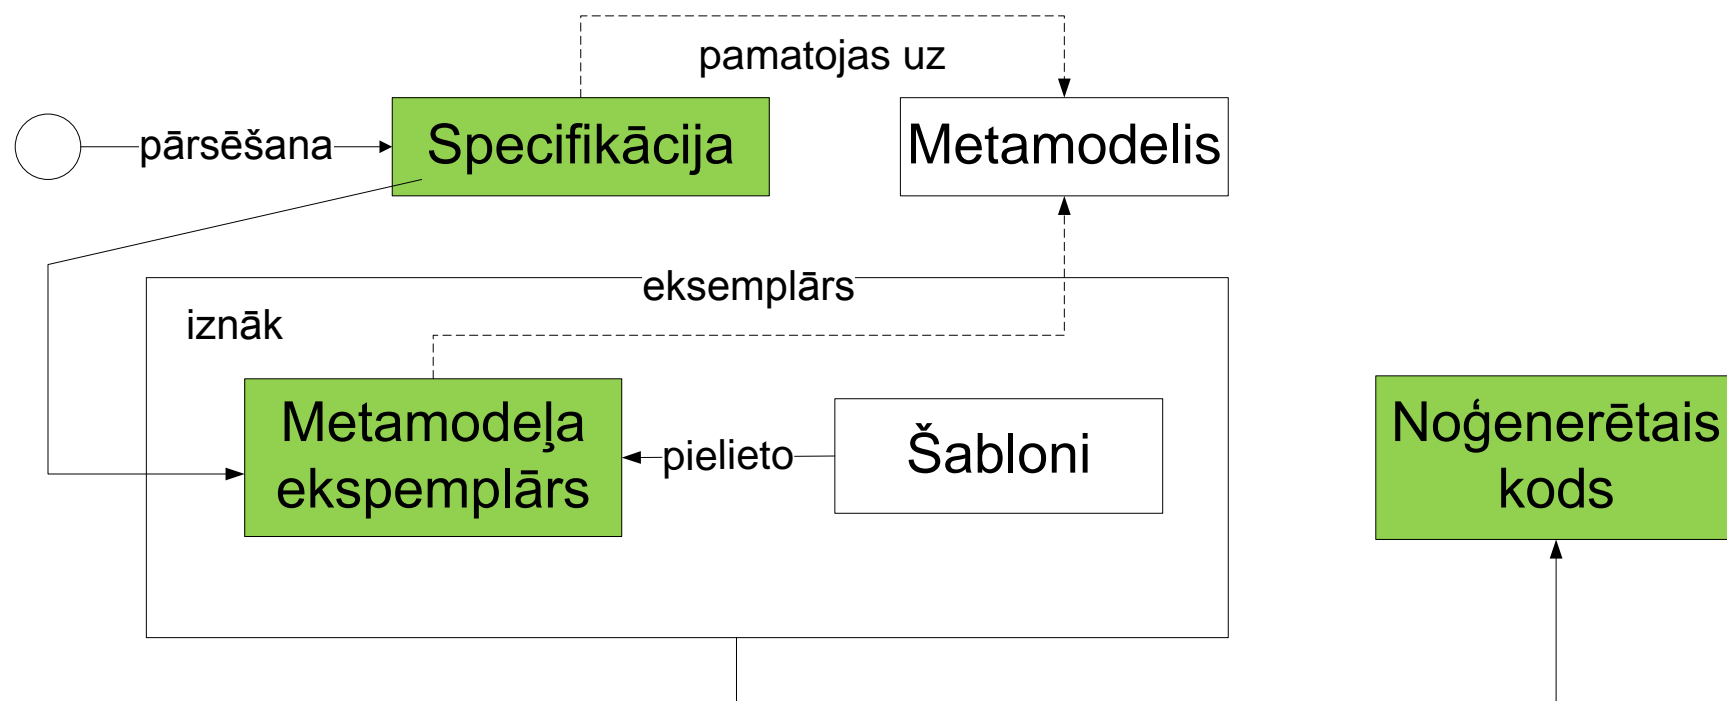 pamatojas uz
pārsēšana
Specifikācija
Metamodelis
eksemplārs
iznāk
Metamodeļa
ekspemplārs
pielieto
Šabloni
Noģenerētais
kods